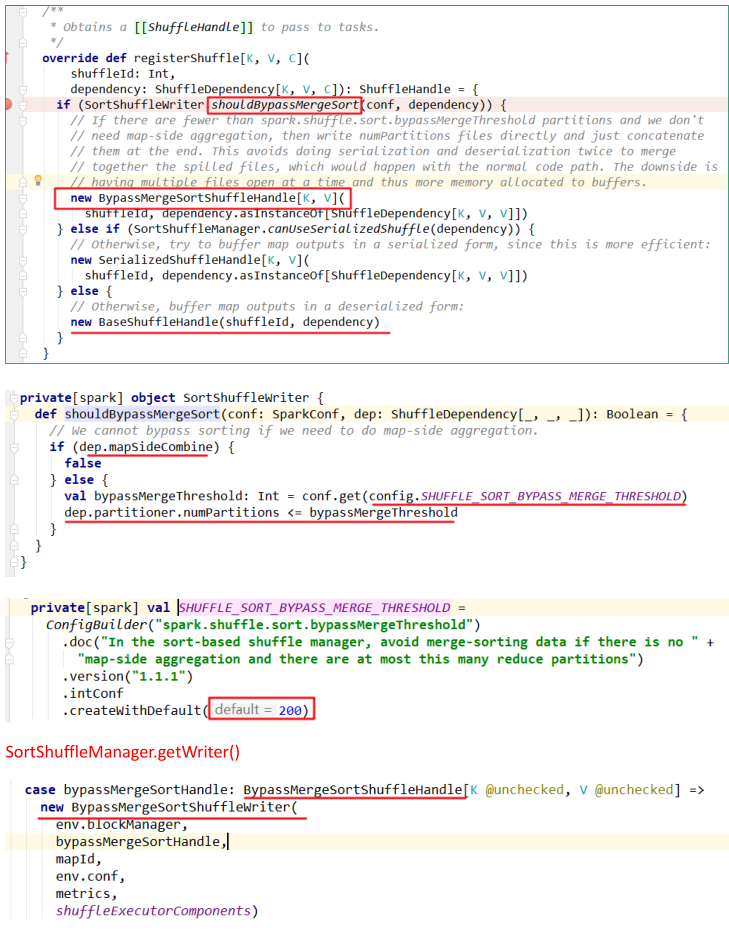 /**
 * Obtains a [[ShuffleHandle]] to pass to tasks.
 */
override def registerShuffle[K, V, C](
    shuffleId: Int,
    dependency: ShuffleDependency[K, V, C]): ShuffleHandle = {
  if (SortShuffleWriter.shouldBypassMergeSort(conf, dependency)) {
    // If there are fewer than spark.shuffle.sort.bypassMergeThreshold partitions and we don't
    // need map-side aggregation, then write numPartitions files directly and just concatenate
    // them at the end. This avoids doing serialization and deserialization twice to merge
    // together the spilled files, which would happen with the normal code path. The downside is
    // having multiple files open at a time and thus more memory allocated to buffers.
    new BypassMergeSortShuffleHandle[K, V](
      shuffleId, dependency.asInstanceOf[ShuffleDependency[K, V, V]])
  } else if (SortShuffleManager.canUseSerializedShuffle(dependency)) {
    // Otherwise, try to buffer map outputs in a serialized form, since this is more efficient:
    new SerializedShuffleHandle[K, V](
      shuffleId, dependency.asInstanceOf[ShuffleDependency[K, V, V]])
  } else {
    // Otherwise, buffer map outputs in a deserialized form:
    new BaseShuffleHandle(shuffleId, dependency)
  }
}
private[spark] object SortShuffleWriter {
  def shouldBypassMergeSort(conf: SparkConf, dep: ShuffleDependency[_, _, _]): Boolean = {
    // We cannot bypass sorting if we need to do map-side aggregation.
    if (dep.mapSideCombine) {
      false
    } else {
      val bypassMergeThreshold: Int = conf.get(config.SHUFFLE_SORT_BYPASS_MERGE_THRESHOLD)
      dep.partitioner.numPartitions <= bypassMergeThreshold
    }
  }
}
private[spark] val SHUFFLE_SORT_BYPASS_MERGE_THRESHOLD =
  ConfigBuilder("spark.shuffle.sort.bypassMergeThreshold")
    .doc("In the sort-based shuffle manager, avoid merge-sorting data if there is no " +
      "map-side aggregation and there are at most this many reduce partitions")
    .version("1.1.1")
    .intConf
    .createWithDefault( default = 200)
SortShuffleManager.getWriter()
case bypassMergeSortHandle: BypassMergeSortShuffleHandle[K @unchecked, V @unchecked] =>
  new BypassMergeSortShuffleWriter(
    env.blockManager,
    bypassMergeSortHandle,
    mapId,
    env.conf,
    metrics,
    shuffleExecutorComponents)